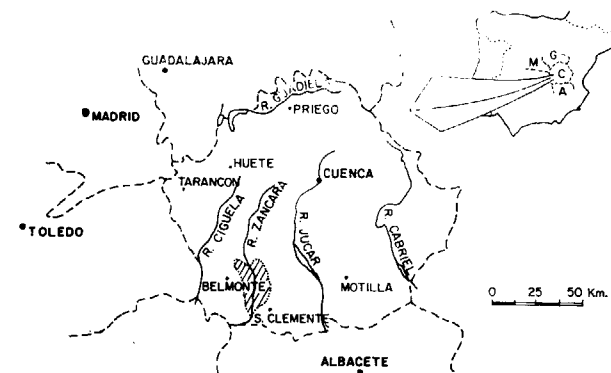 GUADALAJARA
G
M
C
A
R. GUADIEL
PRIEGO
MADRID
HUETE
CUENCA
TARANCON
R. CIGUELA
R. ZANCARA
R. JUCAR
R. CABRIEL
TOLEDO
BELMONTE
MOTILLA
S. CLEMENTE
0 25 50 Km.
ALBACETE